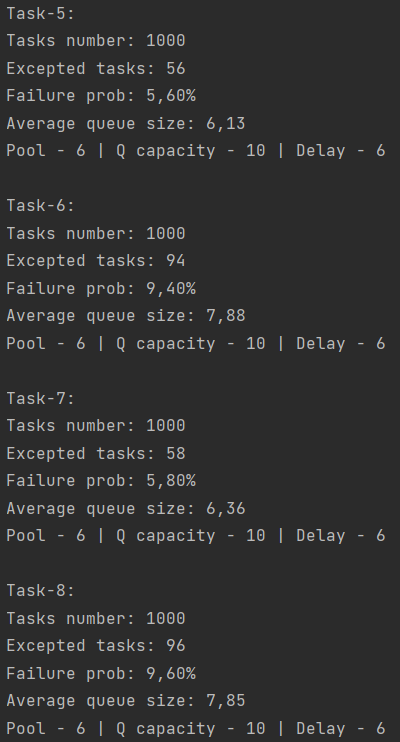 Task-5:
Tasks number: 1000
Excepted tasks: 56
Failure prob: 5,60%
Average queue size: 6,13
Pool - 6 | Q capacity - 10 | Delay - 6
Task-6:
Tasks number: 1000
Excepted tasks: 94
Failure prob: 9,40%
Average queue size: 7,88
Pool - 6 | Q capacity - 10 | Delay - 6
Task-7:
Tasks number: 1000
Excepted tasks: 58
Failure prob: 5,80%
Average queue size: 6,36
Pool - 6 | Q capacity - 10 | Delay - 6
Task-8:
Tasks number: 1000
Excepted tasks: 96
Failure prob: 9,60%
Average queue size: 7,85
Pool - 6 | Q capacity - 10 | Delay - 6